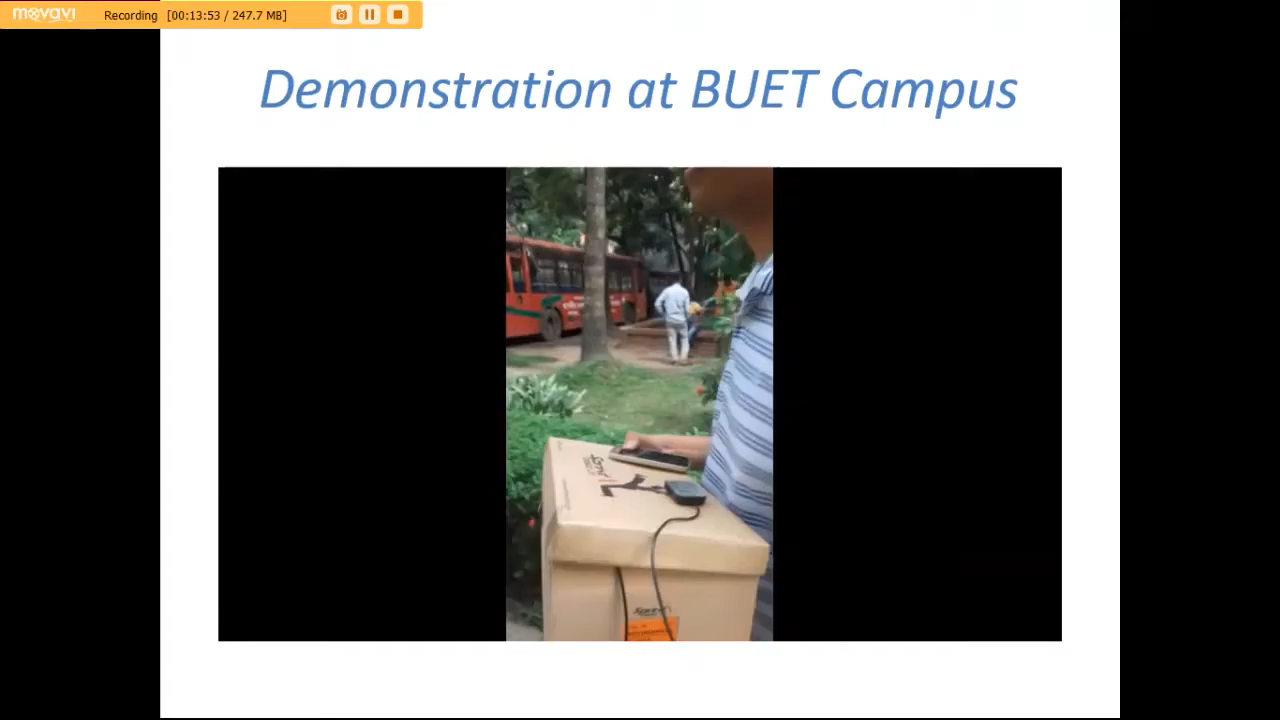 movavi Recording [00:13:53 / 247.7 MB]
Demonstration at BUET Campus